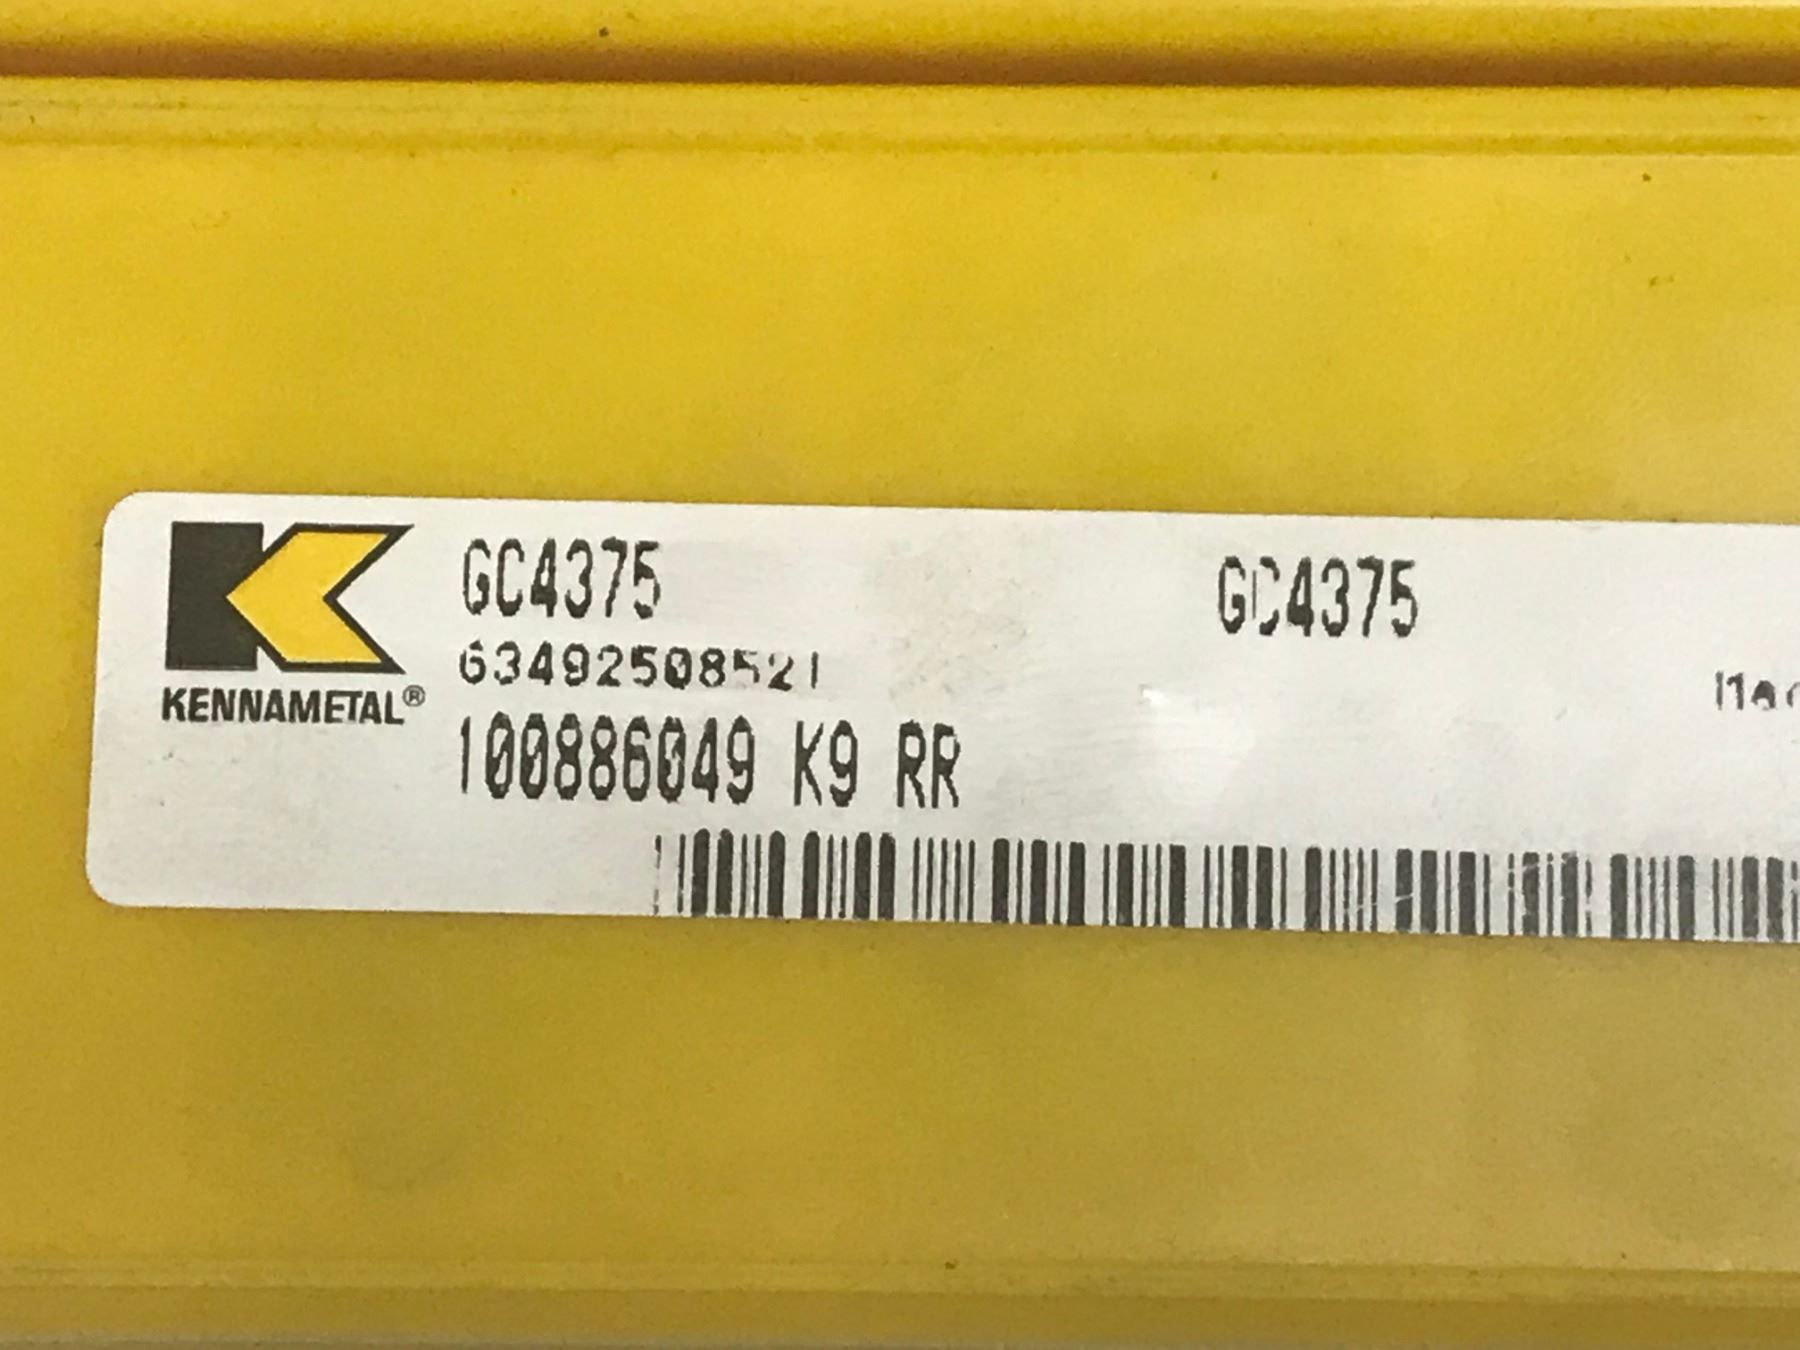 GC4375 GC4375
63492508521
KENNAMETAL®
100886049 K9 RR